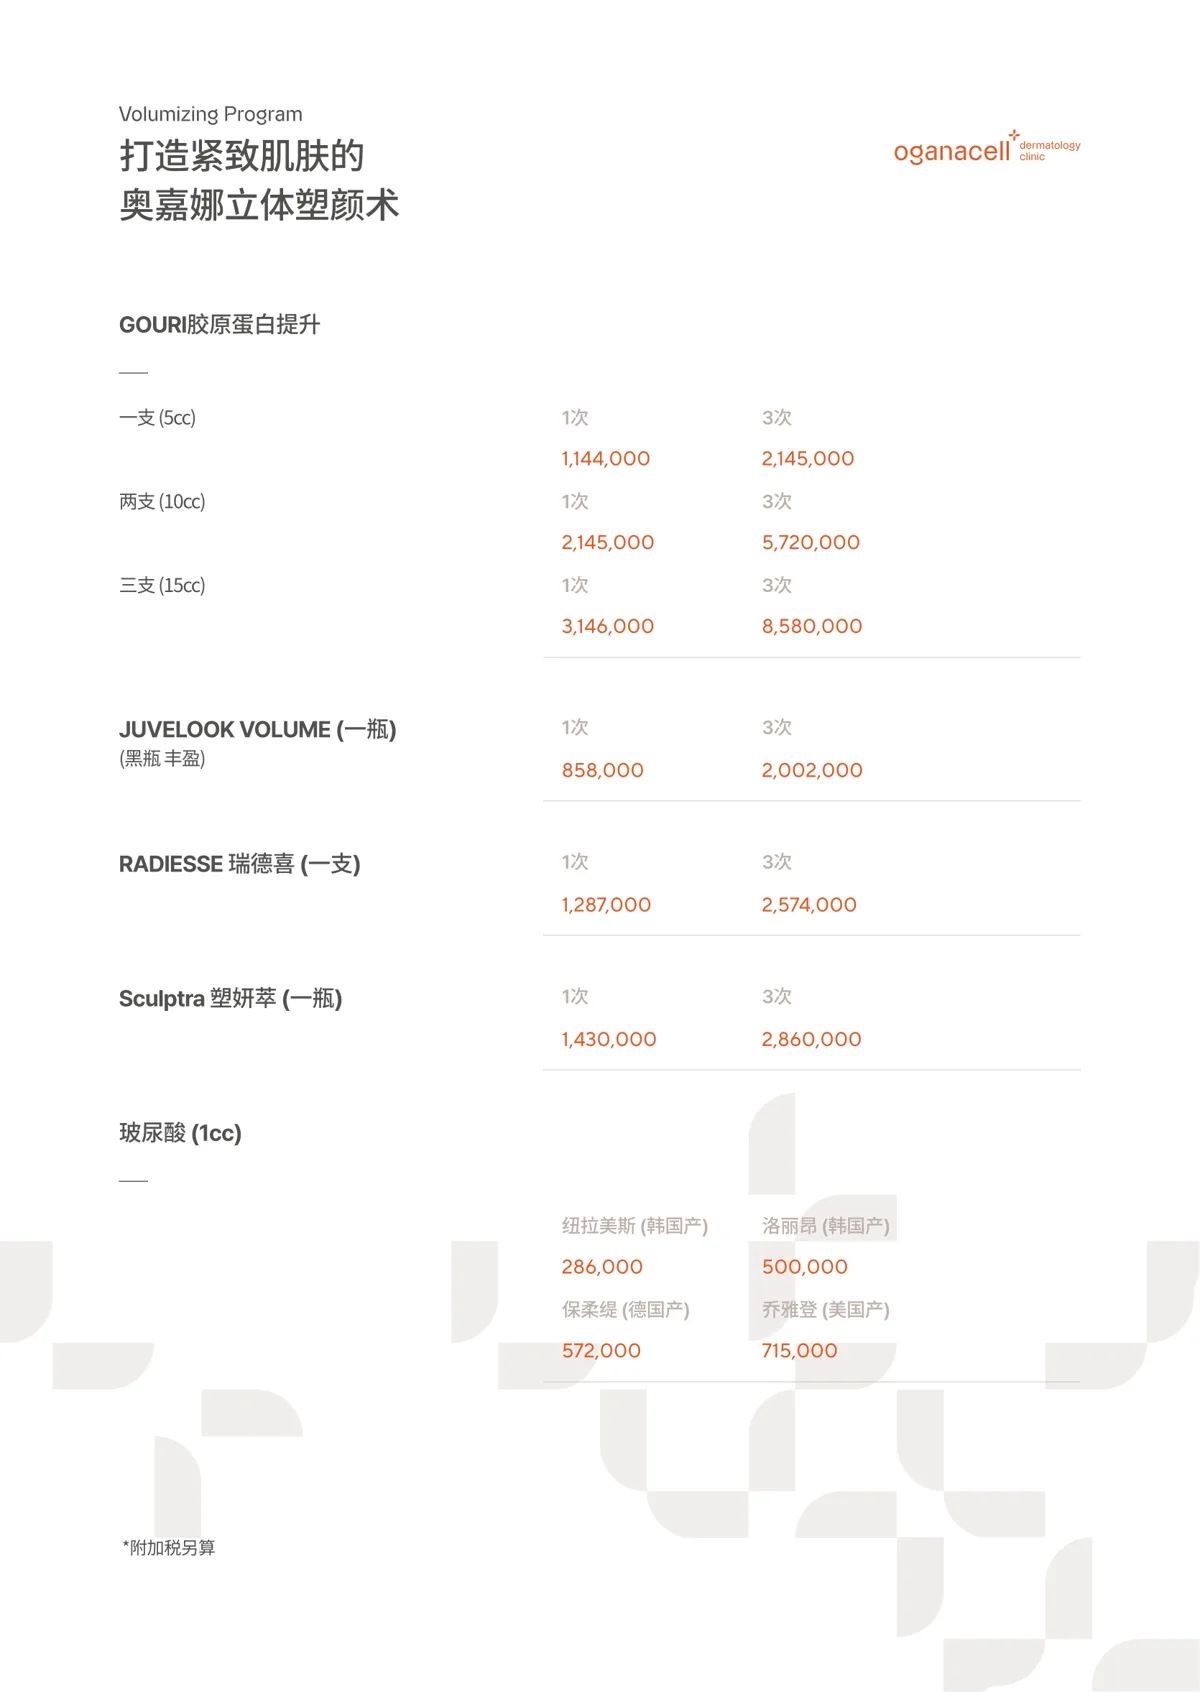 Volumizing Program
打造紧致肌肤的
奥嘉娜立体塑颜术
oganacell dermatology clinic
GOURI胶原蛋白提升
一支 (5cc) 1次 3次
1,144,000 2,145,000
两支 (10cc) 1次 3次
2,145,000 5,720,000
三支 (15cc) 1次 3次
3,146,000 8,580,000
JUVELOOK VOLUME (一瓶) 1次 3次
(黑瓶 丰盈)
858,000 2,002,000
RADIESSE 瑞德喜 (一支) 1次 3次
1,287,000 2,574,000
Sculptra 塑妍萃 (一瓶) 1次 3次
1,430,000 2,860,000
玻尿酸 (1cc)
纽拉美斯 (韩国产) 洛丽昂 (韩国产)
286,000 500,000
保柔缇 (德国产) 乔雅登 (美国产)
572,000 715,000
*附加税另算